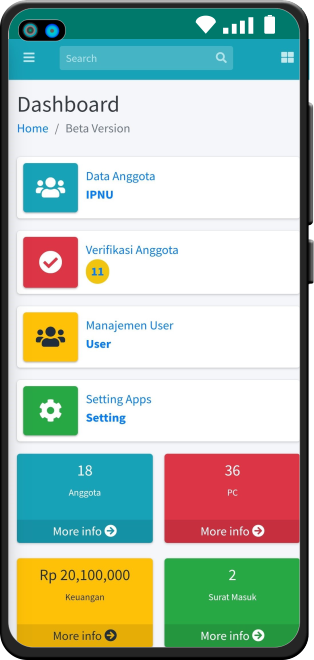 Search
Dashboard
Home / Beta Version
Data Anggota
IPNU
Verifikasi Anggota
11
Manajemen User
User
Setting Apps
Setting
18
Anggota
More info
36
PC
More info
Rp 20,100,000
Keuangan
More info
2
Surat Masuk
More info